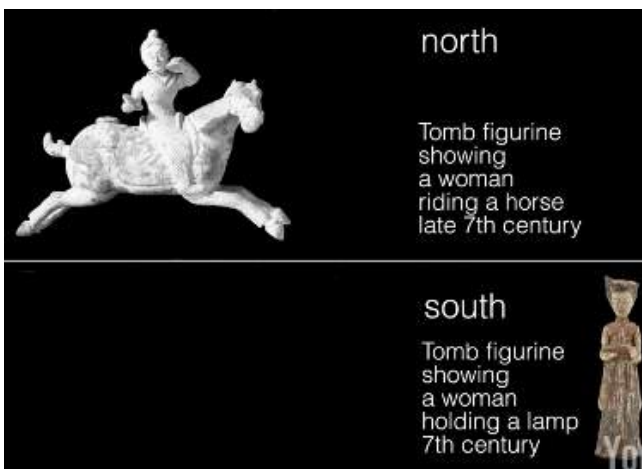 north
Tomb figurine
showing
a woman
riding a horse
late 7th century
south
Tomb figurine
showing
a woman
holding a lamp
7th century